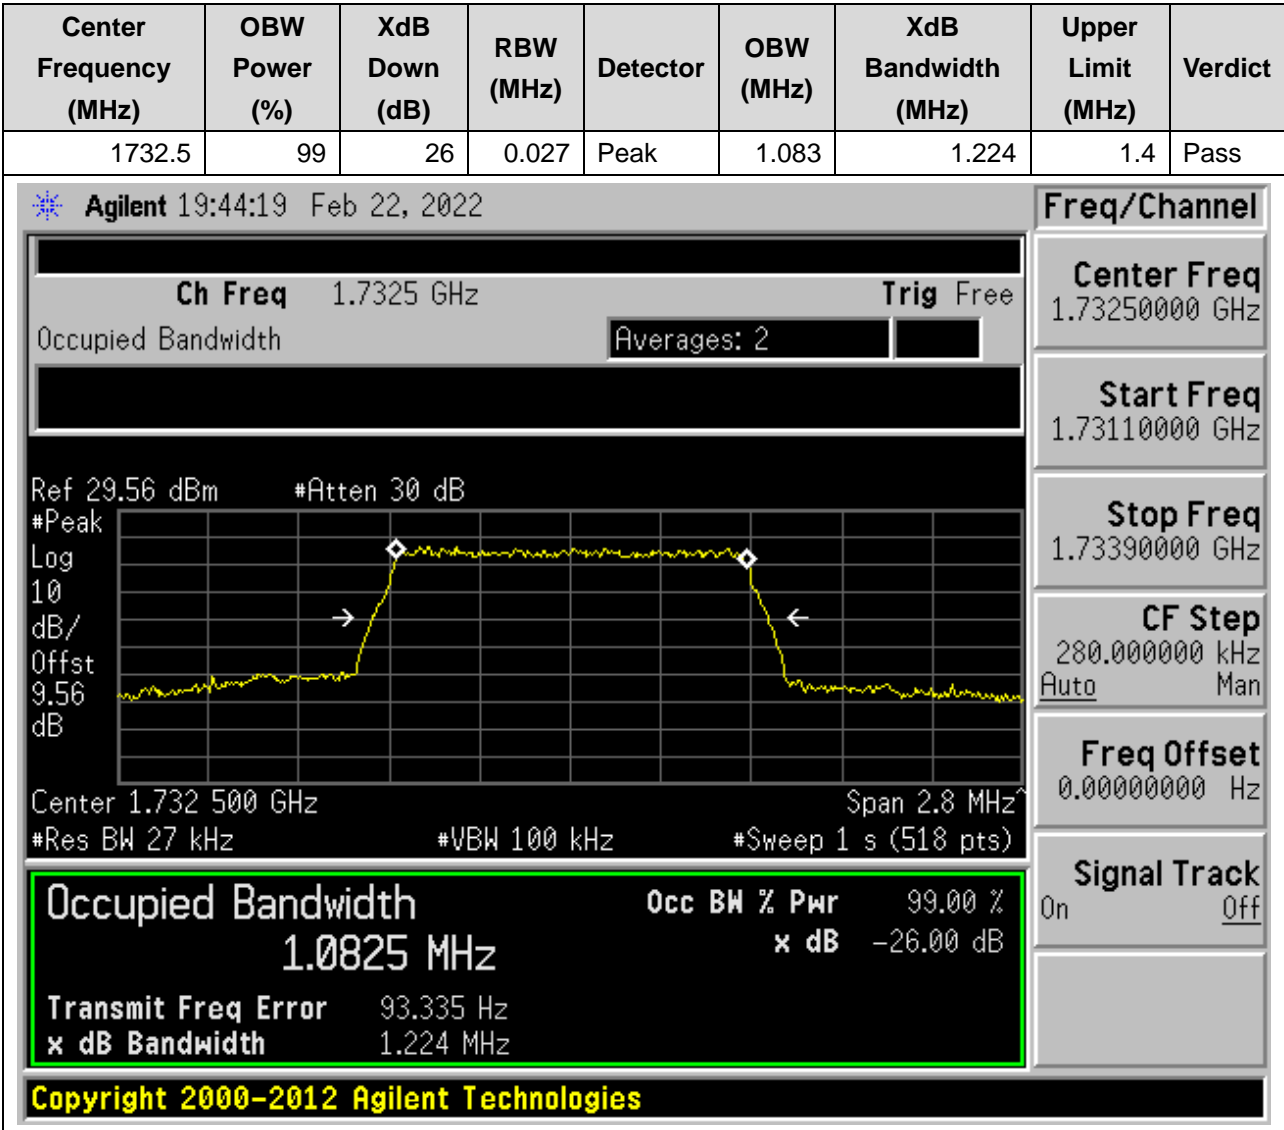 Center Frequency (MHz) OBW Power (%) XdB Down (dB) RBW (MHz) Detector OBW (MHz) XdB Bandwidth (MHz) Upper Limit (MHz) Verdict
1732.5 99 26 0.027 Peak 1.083 1.224 1.4 Pass
Agilent 19:44:19 Feb 22, 2022
Freq/Channel
Ch Freq 1.7325 GHz Trig Free
Occupied Bandwidth Averages: 2
Center Freq
1.73250000 GHz
Start Freq
1.73110000 GHz
Stop Freq
1.73390000 GHz
CF Step
280.000000 kHz
Auto Man
Freq Offset
0.00000000 Hz
Signal Track
On Off
Ref 29.56 dBm #Atten 30 dB
#Peak
Log
10
dB/
Offst
9.56
dB
Center 1.732 500 GHz Span 2.8 MHz^
#Res BW 27 kHz #VBW 100 kHz #Sweep 1 s (518 pts)
Occupied Bandwidth Occ BW % Pwr 99.00 %
1.0825 MHz x dB -26.00 dB
Transmit Freq Error 93.335 Hz
x dB Bandwidth 1.224 MHz
Copyright 2000-2012 Agilent Technologies